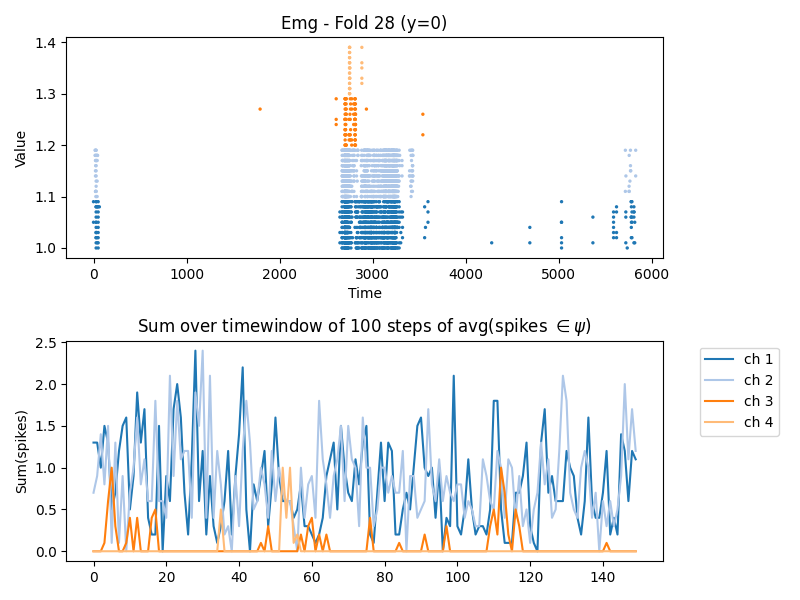 Emg - Fold 28 (y=0)
Value
1.4
1.3
1.2
1.1
1.0
0 1000 2000 3000 4000 5000 6000
Time
Sum over timewindow of 100 steps of avg(spikes ∈ ψ)
Sum(spikes)
2.5
2.0
1.5
1.0
0.5
0.0
0 20 40 60 80 100 120 140
ch 1
ch 2
ch 3
ch 4